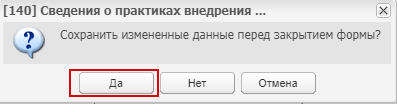 [140] Сведения о практиках внедрения ...
Сохранить измененные данные перед закрытием формы?
Да
Нет
Отмена